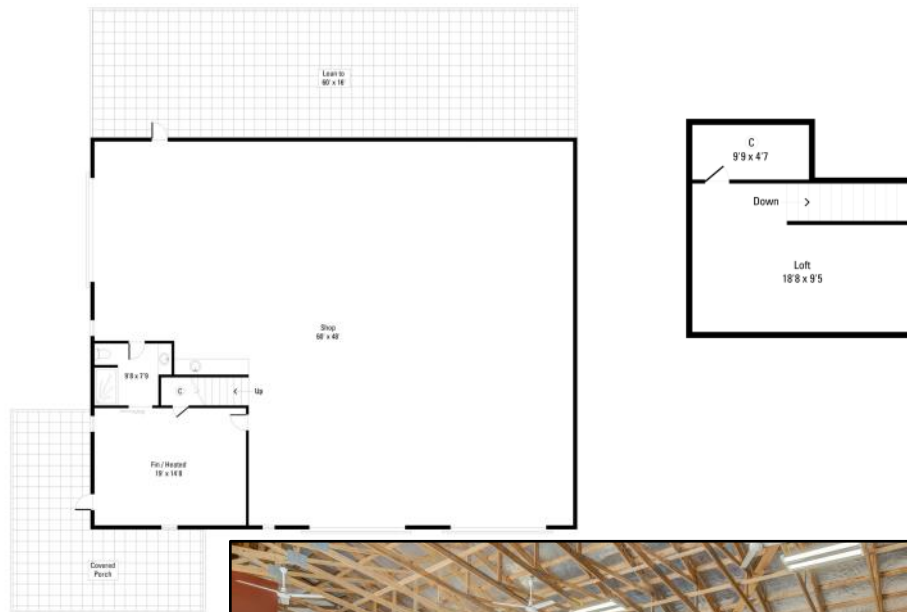 Lean to
60' x 16'
C
9'9 x 4'7
Down
Loft
18'8 x 9'5
Shop
60' x 48'
9'8 x 7'9
C
Up
Fin / Heated
19' x 14'8
Covered
Porch